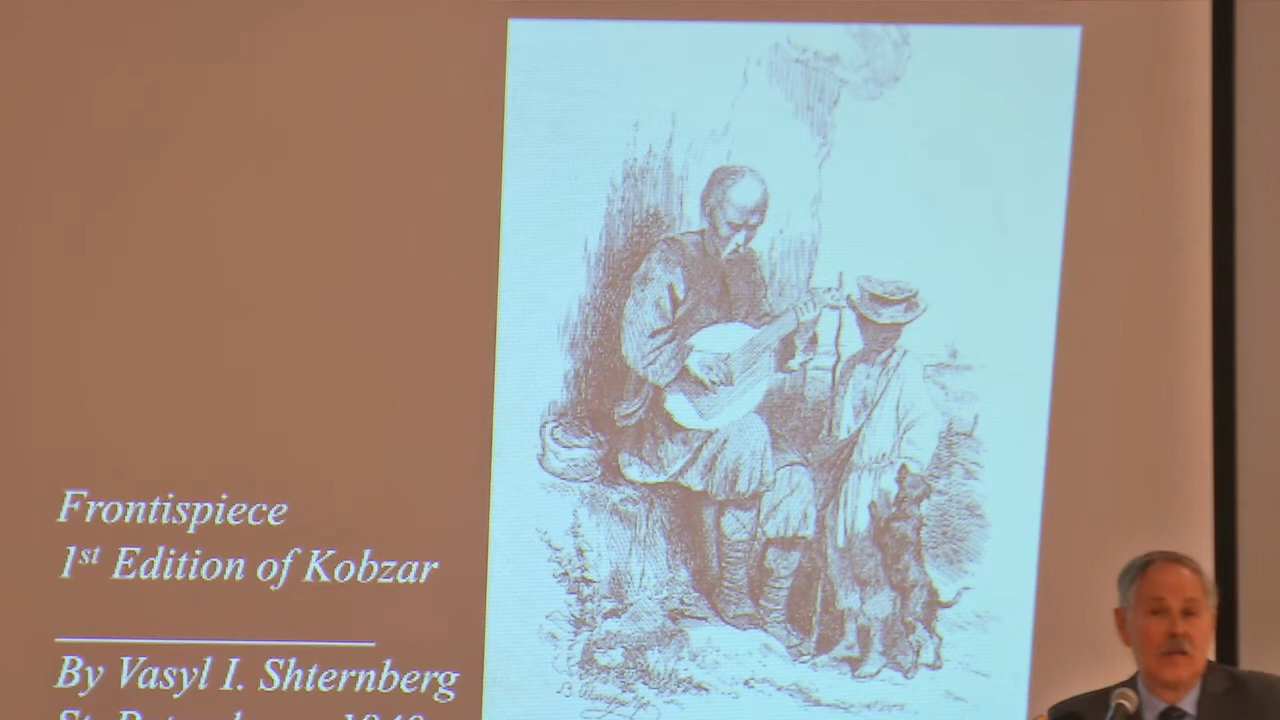 Frontispiece
1st Edition of Kobzar
By Vasyl I. Shternberg